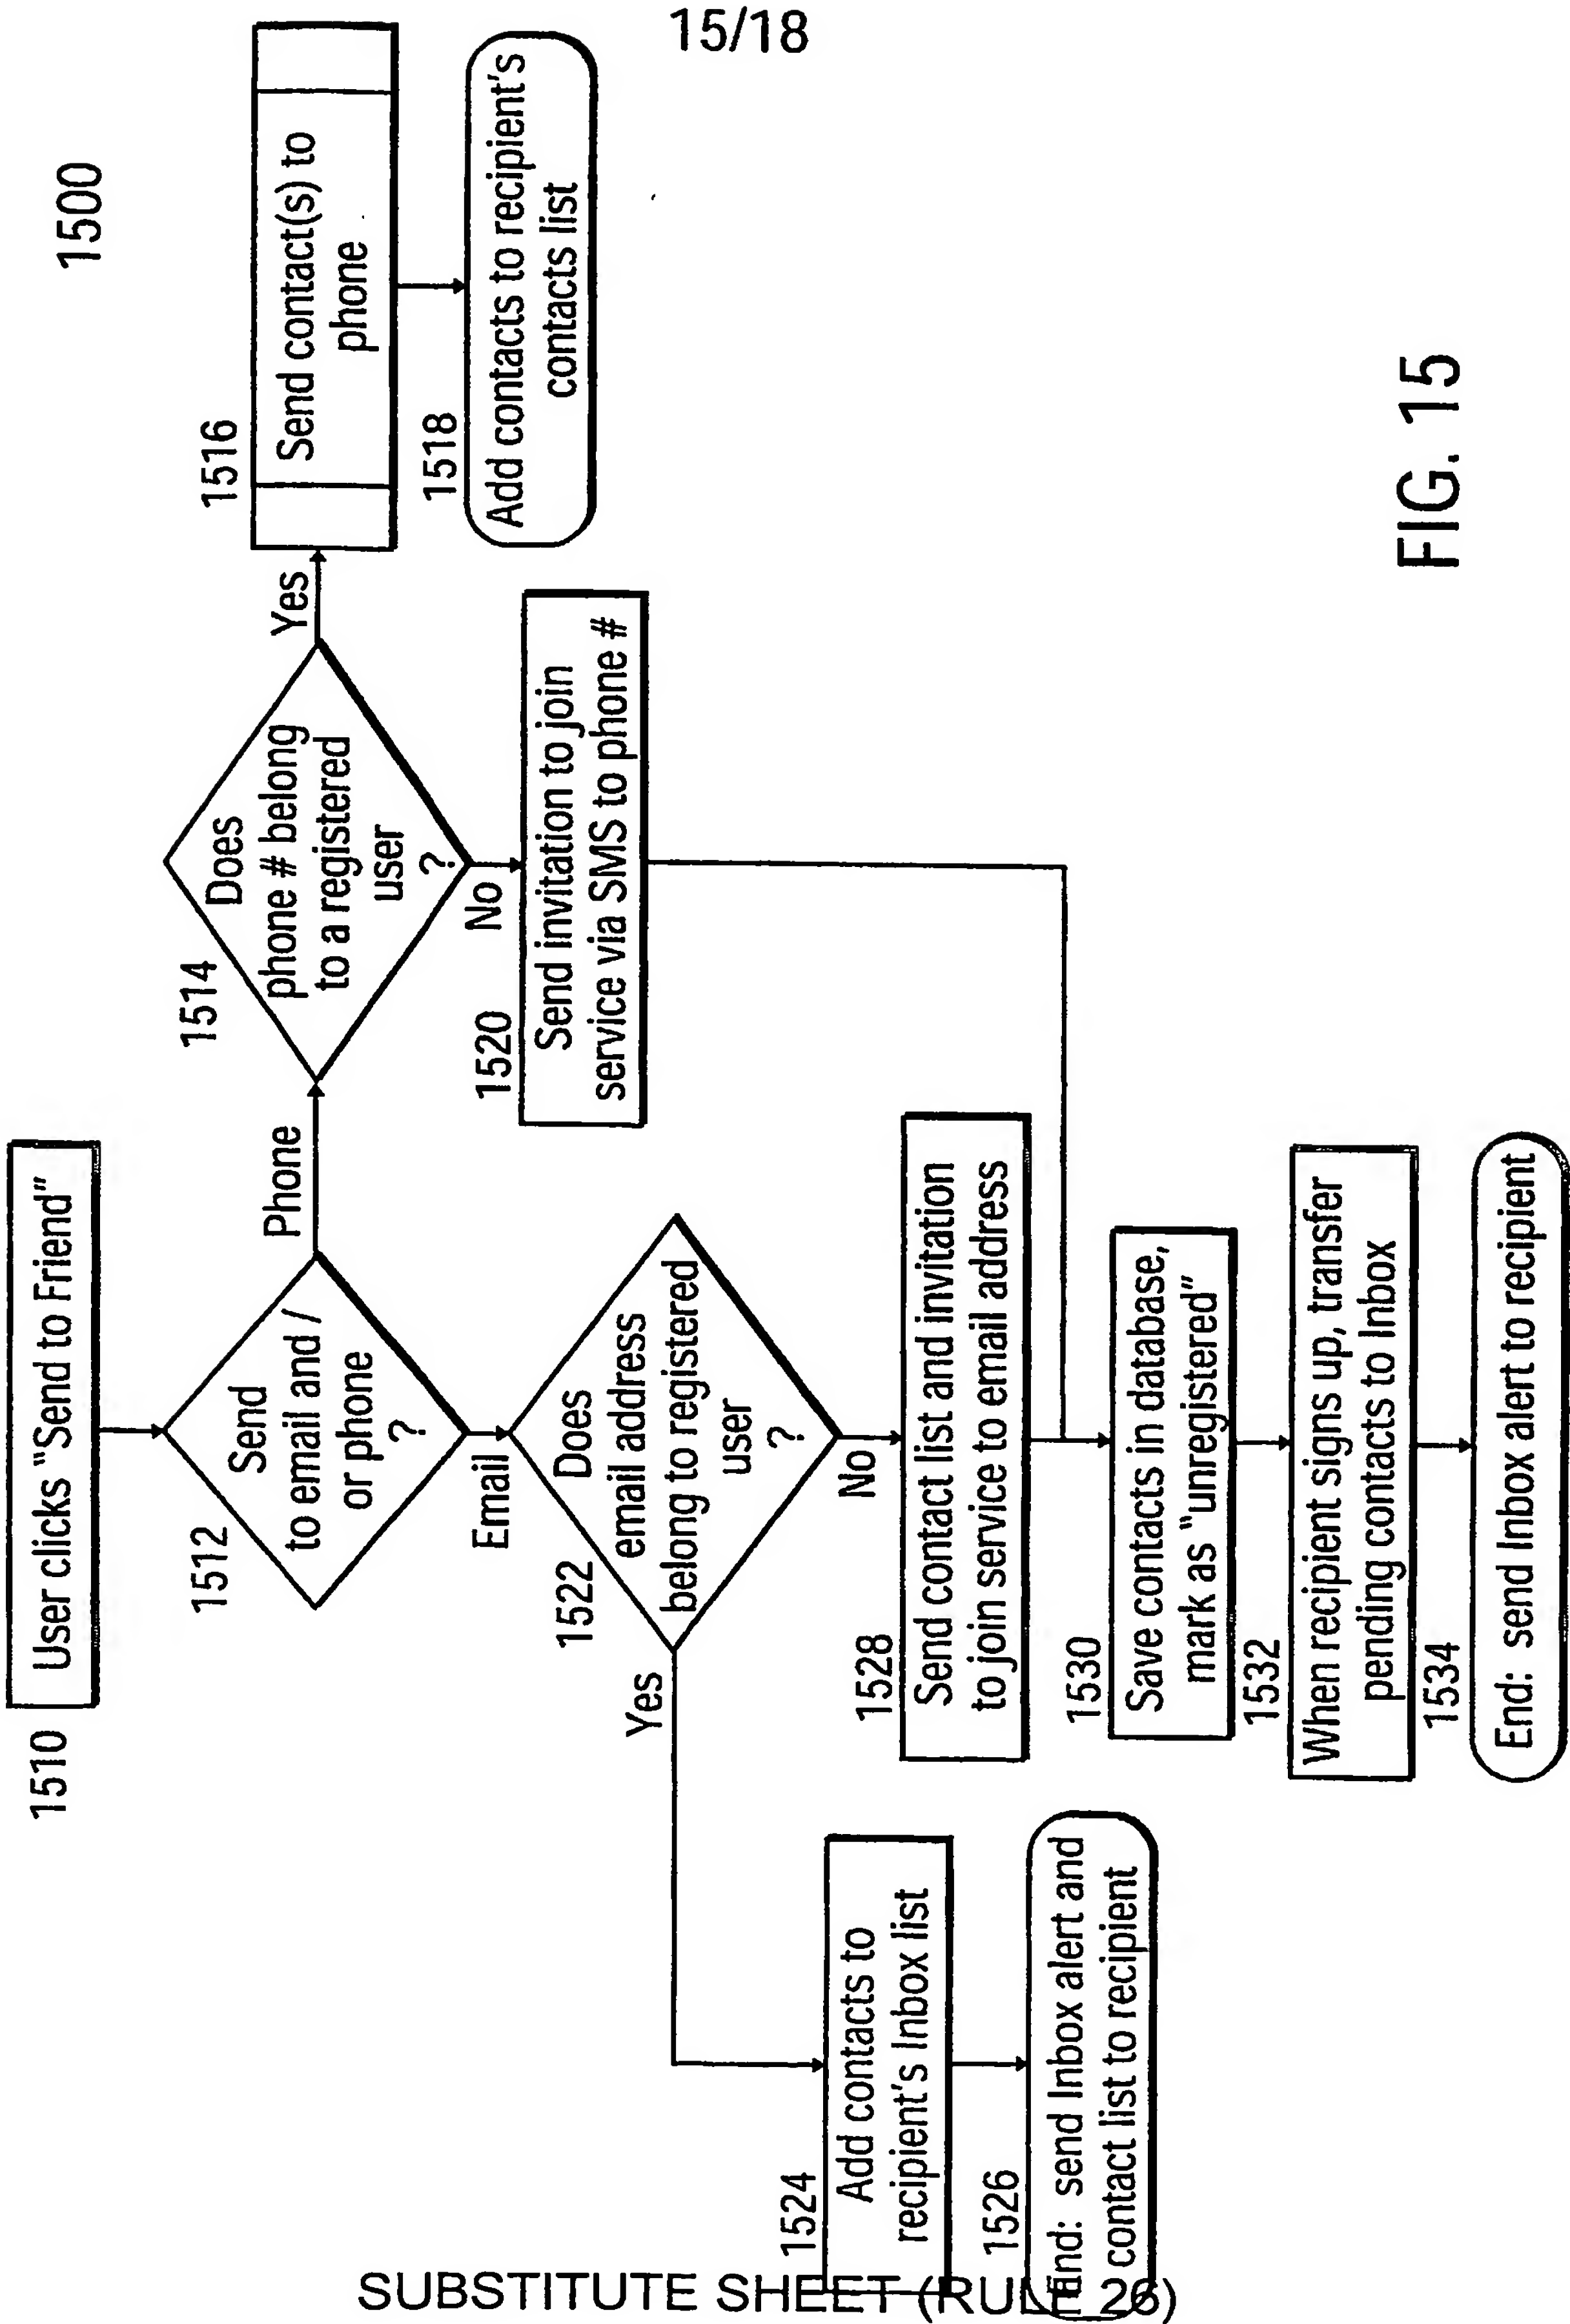 15/18
1500
1510
User clicks “Send to Friend”
1512
Send
to email and /
or phone
?
Phone
Email
1514
Does
phone # belong
to a registered
user
?
Yes
No
1516
Send contact(s) to
phone
1518
Add contacts to recipient's
contacts list
1520
Send invitation to join
service via SMS to phone #
1522
Does
email address
belong to registered
user
?
Yes
No
1524
Add contacts to
recipient's Inbox list
1526
End: send Inbox alert and
contact list to recipient
1528
Send contact list and invitation
to join service to email address
1530
Save contacts in database,
mark as “unregistered”
1532
When recipient signs up, transfer
pending contacts to Inbox
1534
End: send Inbox alert to recipient
FIG. 15
SUBSTITUTE SHEET (RULE 26)